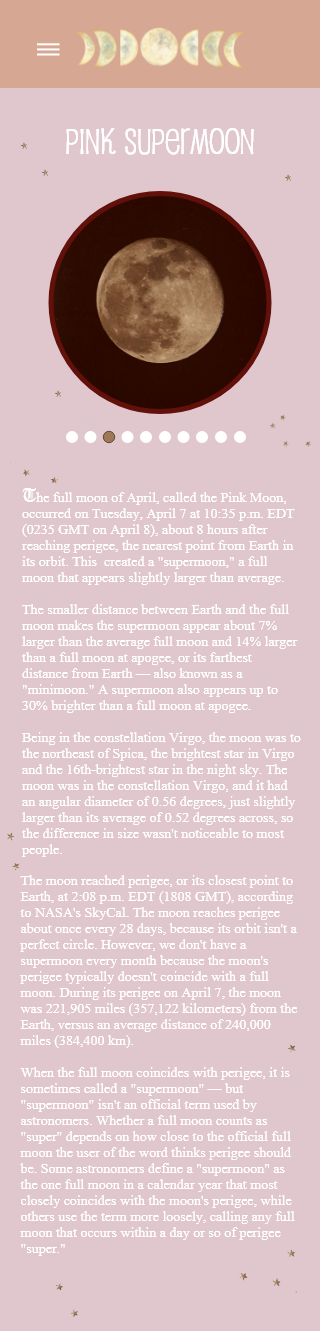 PINK SUPERMOON
The full moon of April, called the Pink Moon,
occurred on Tuesday, April 7 at 10:35 p.m. EDT
(0235 GMT on April 8), about 8 hours after
reaching perigee, the nearest point from Earth in
its orbit. This  created a "supermoon," a full
moon that appears slightly larger than average.
The smaller distance between Earth and the full
moon makes the supermoon appear about 7%
larger than the average full moon and 14% larger
than a full moon at apogee, or its farthest
distance from Earth — also known as a
"minimoon." A supermoon also appears up to
30% brighter than a full moon at apogee.
Being in the constellation Virgo, the moon was to
the northeast of Spica, the brightest star in Virgo
and the 16th-brightest star in the night sky. The
moon was in the constellation Virgo, and it had
an angular diameter of 0.56 degrees, just slightly
larger than its average of 0.52 degrees across, so
the difference in size wasn't noticeable to most
people.
The moon reached perigee, or its closest point to
Earth, at 2:08 p.m. EDT (1808 GMT), according
to NASA's SkyCal. The moon reaches perigee
about once every 28 days, because its orbit isn't a
perfect circle. However, we don't have a
supermoon every month because the moon's
perigee typically doesn't coincide with a full
moon. During its perigee on April 7, the moon
was 221,905 miles (357,122 kilometers) from the
Earth, versus an average distance of 240,000
miles (384,400 km).
When the full moon coincides with perigee, it is
sometimes called a "supermoon" — but
"supermoon" isn't an official term used by
astronomers. Whether a full moon counts as
"super" depends on how close to the official full
moon the user of the word thinks perigee should
be. Some astronomers define a "supermoon" as
the one full moon in a calendar year that most
closely coincides with the moon's perigee, while
others use the term more loosely, calling any full
moon that occurs within a day or so of perigee
"super."